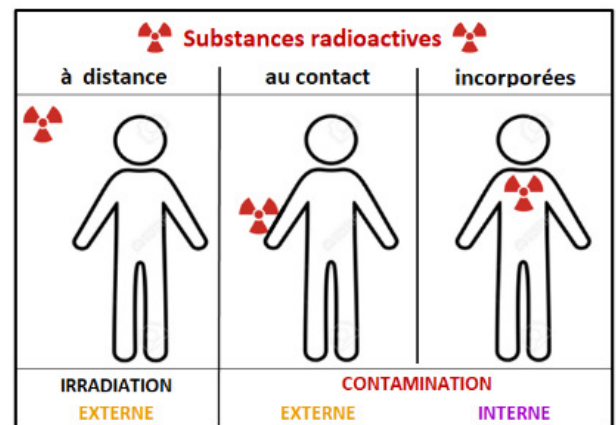 Substances radioactives
à distance au contact incorporées
IRRADIATION CONTAMINATION
EXTERNE EXTERNE INTERNE